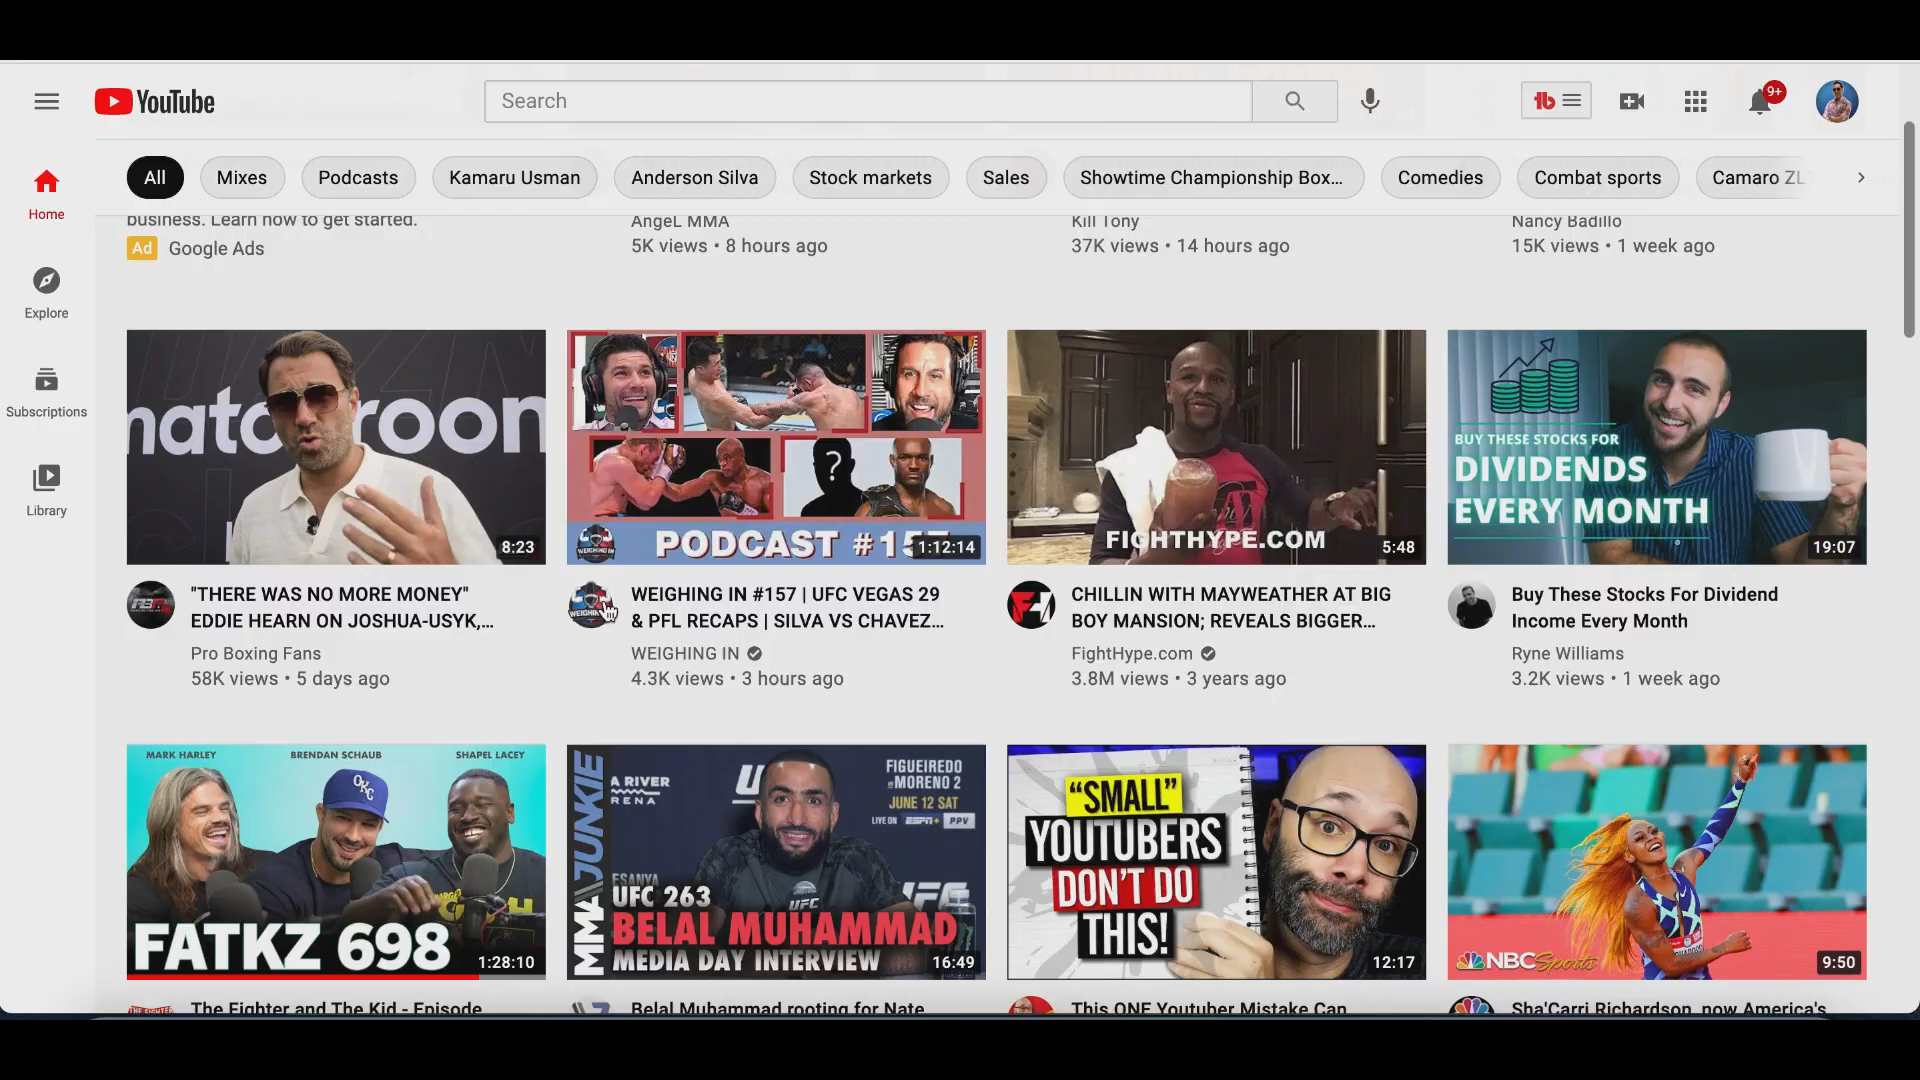 YouTube
Search
9+
All
Mixes
Podcasts
Kamaru Usman
Anderson Silva
Stock markets
Sales
Showtime Championship Box...
Comedies
Combat sports
Camaro ZL
Home
Explore
Subscriptions
Library
business. Learn how to get started.
Ad Google Ads
AngeL MMA
5K views • 8 hours ago
Kill Tony
37K views • 14 hours ago
Nancy Badillo
15K views • 1 week ago
matchroom
8:23
"THERE WAS NO MORE MONEY"
EDDIE HEARN ON JOSHUA-USYK,...
Pro Boxing Fans
58K views • 5 days ago
?
WEIGHING IN
PODCAST #157
1:12:14
WEIGHING IN #157 | UFC VEGAS 29
& PFL RECAPS | SILVA VS CHAVEZ...
WEIGHING IN
4.3K views • 3 hours ago
FIGHTHYPE.COM
5:48
CHILLIN WITH MAYWEATHER AT BIG
BOY MANSION; REVEALS BIGGER...
FightHype.com
3.8M views • 3 years ago
BUY THESE STOCKS FOR
DIVIDENDS
EVERY MONTH
19:07
Buy These Stocks For Dividend
Income Every Month
Ryne Williams
3.2K views • 1 week ago
MARK HARLEY
BRENDAN SCHAUB
SHAPEL LACEY
OKC
FATKZ 698
1:28:10
The Fighter and The Kid - Episode
MMA JUNKIE
A RIVER
RENA
FIGUEIREDO
MORENO 2
JUNE 12 SAT
LIVE ON ESPN+ PPV
ESANYA
UFC
UFC 263
BELAL MUHAMMAD
MEDIA DAY INTERVIEW
16:49
Belal Muhammad rooting for Nate
"SMALL"
YOUTUBERS
DON'T DO
THIS!
12:17
This ONE Youtuber Mistake Can
NBC Sports
9:50
Sha'Carri Richardson, now America's